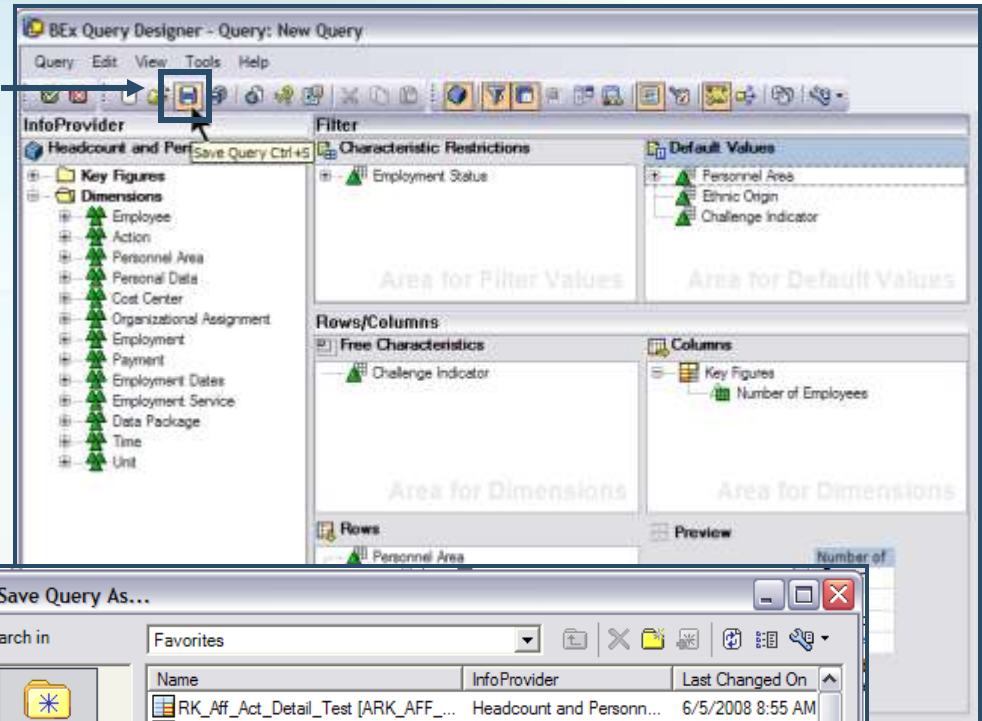 BEx Query Designer - Query: New Query
Query Edit View Tools Help
InfoProvider
Filter
Headcount and Per
Save Query Ctrl+S
Characteristic Restrictions
Default Values
Key Figures
Dimensions
Employee
Action
Personnel Area
Personal Data
Cost Center
Organizational Assignment
Employment
Payment
Employment Dates
Employment Service
Data Package
Time
Unit
Employment Status
Area for Filter Values
Personnel Area
Ethnic Origin
Challenge Indicator
Area for Default Values
Rows/Columns
Free Characteristics
Columns
Challenge Indicator
Key Figures
Number of Employees
Area for Dimensions
Area for Dimensions
Rows
Preview
Personnel Area
Number of
Save Query As...
arch in
Favorites
Name InfoProvider Last Changed On
RK_Aff_Act_Detail_Test [ARK_AFF_... Headcount and Personn... 6/5/2008 8:55 AM